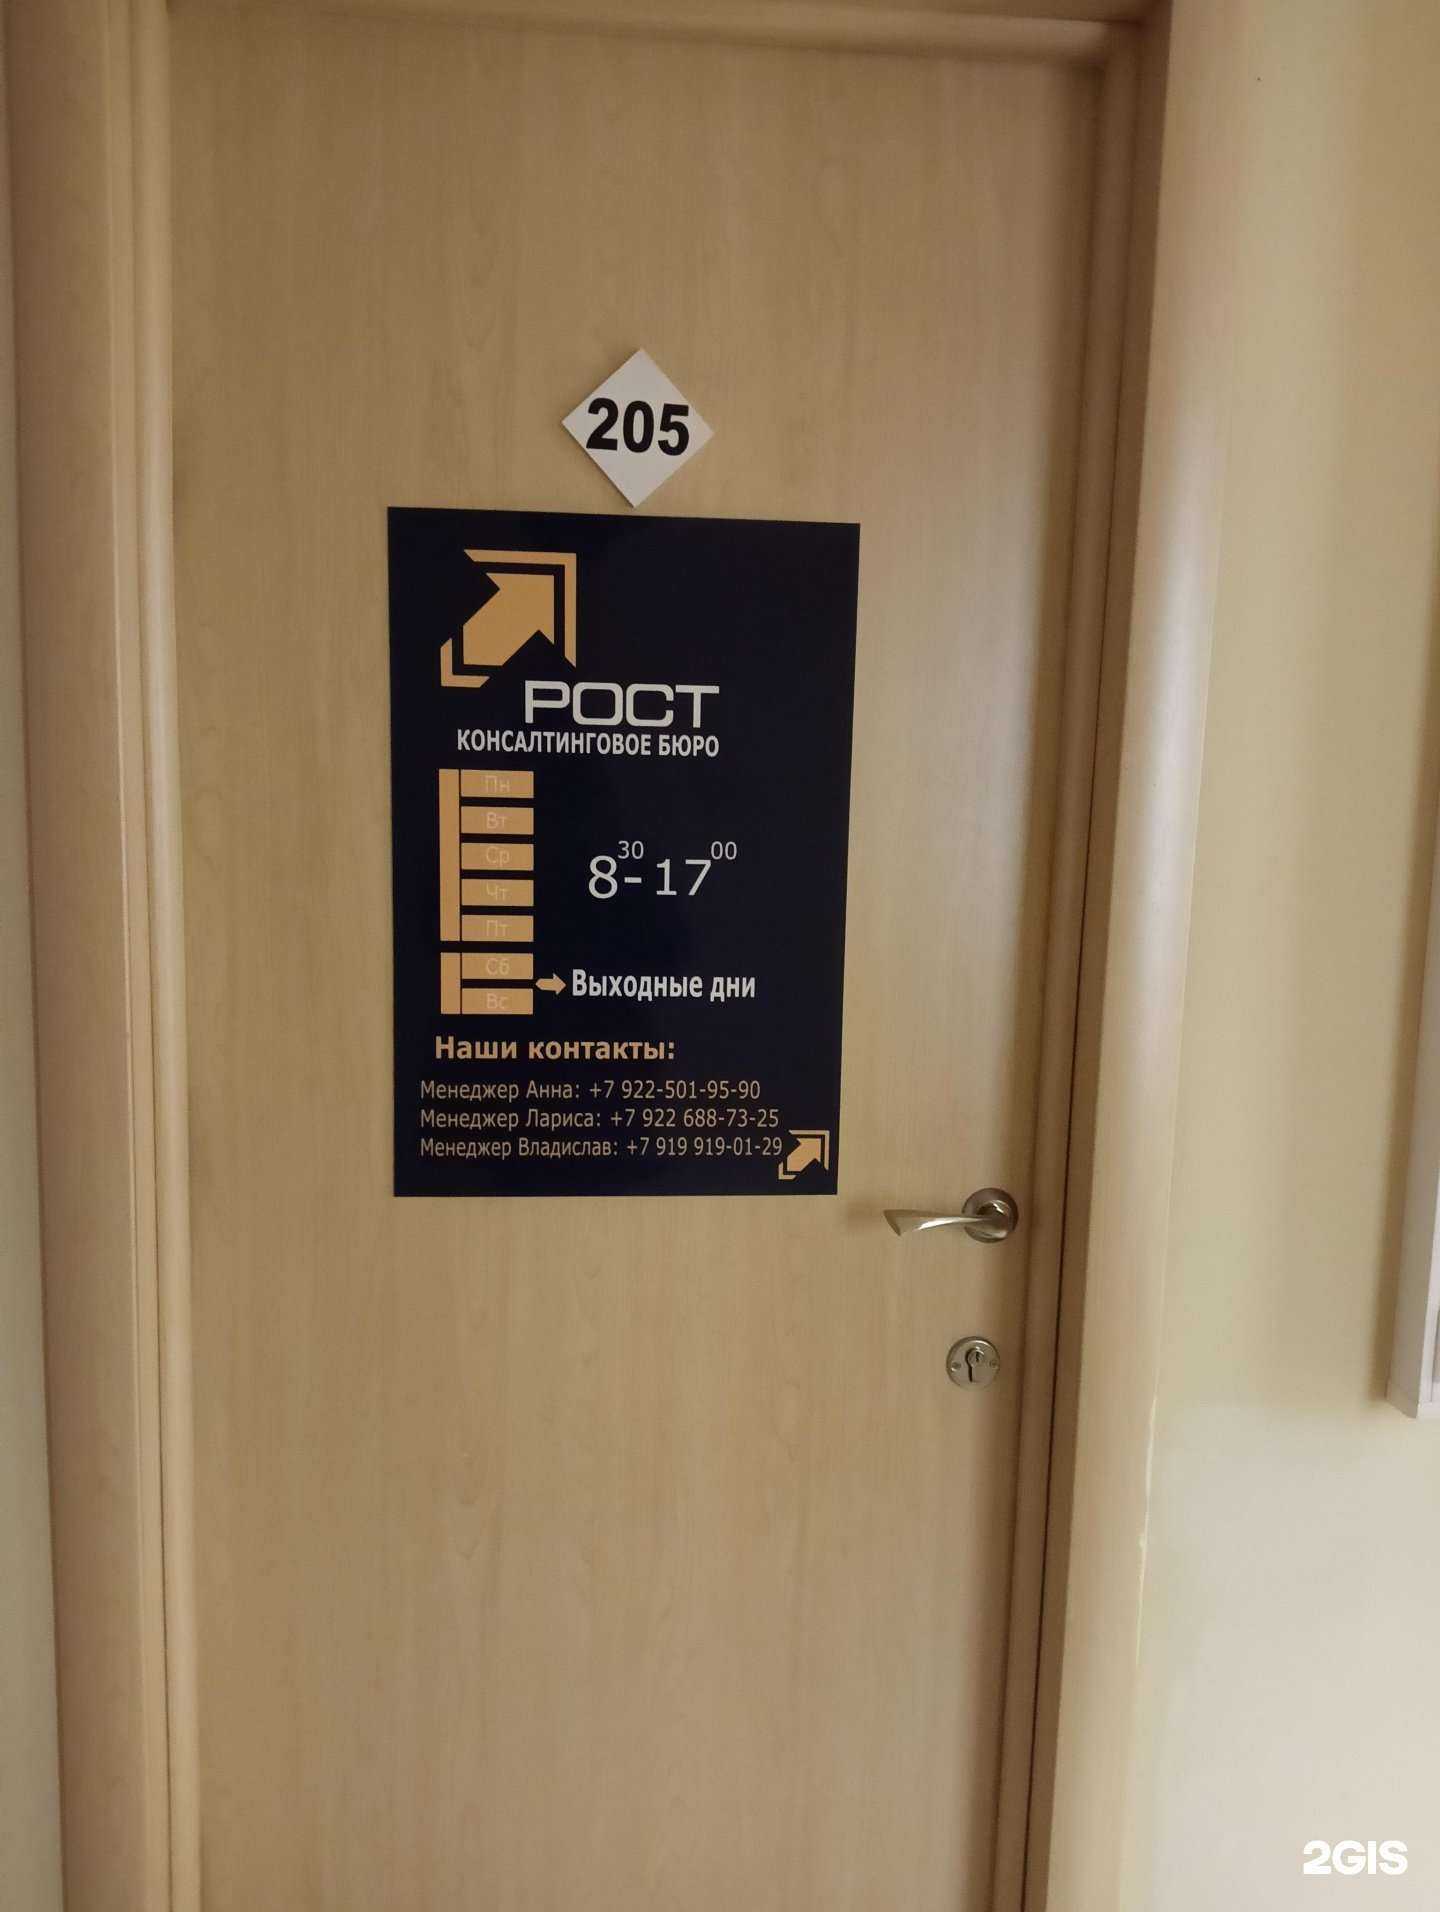 205
РОСТ
КОНСАЛТИНГОВОЕ БЮРО
Пн
Вт
Ср
Чт
Пт
8 30 - 17 00
Сб
Вс
Выходные дни
Наши контакты:
Менеджер Анна: +7 922-501-95-90
Менеджер Лариса: +7 922 688-73-25
Менеджер Владислав: +7 919 919-01-29
2GIS